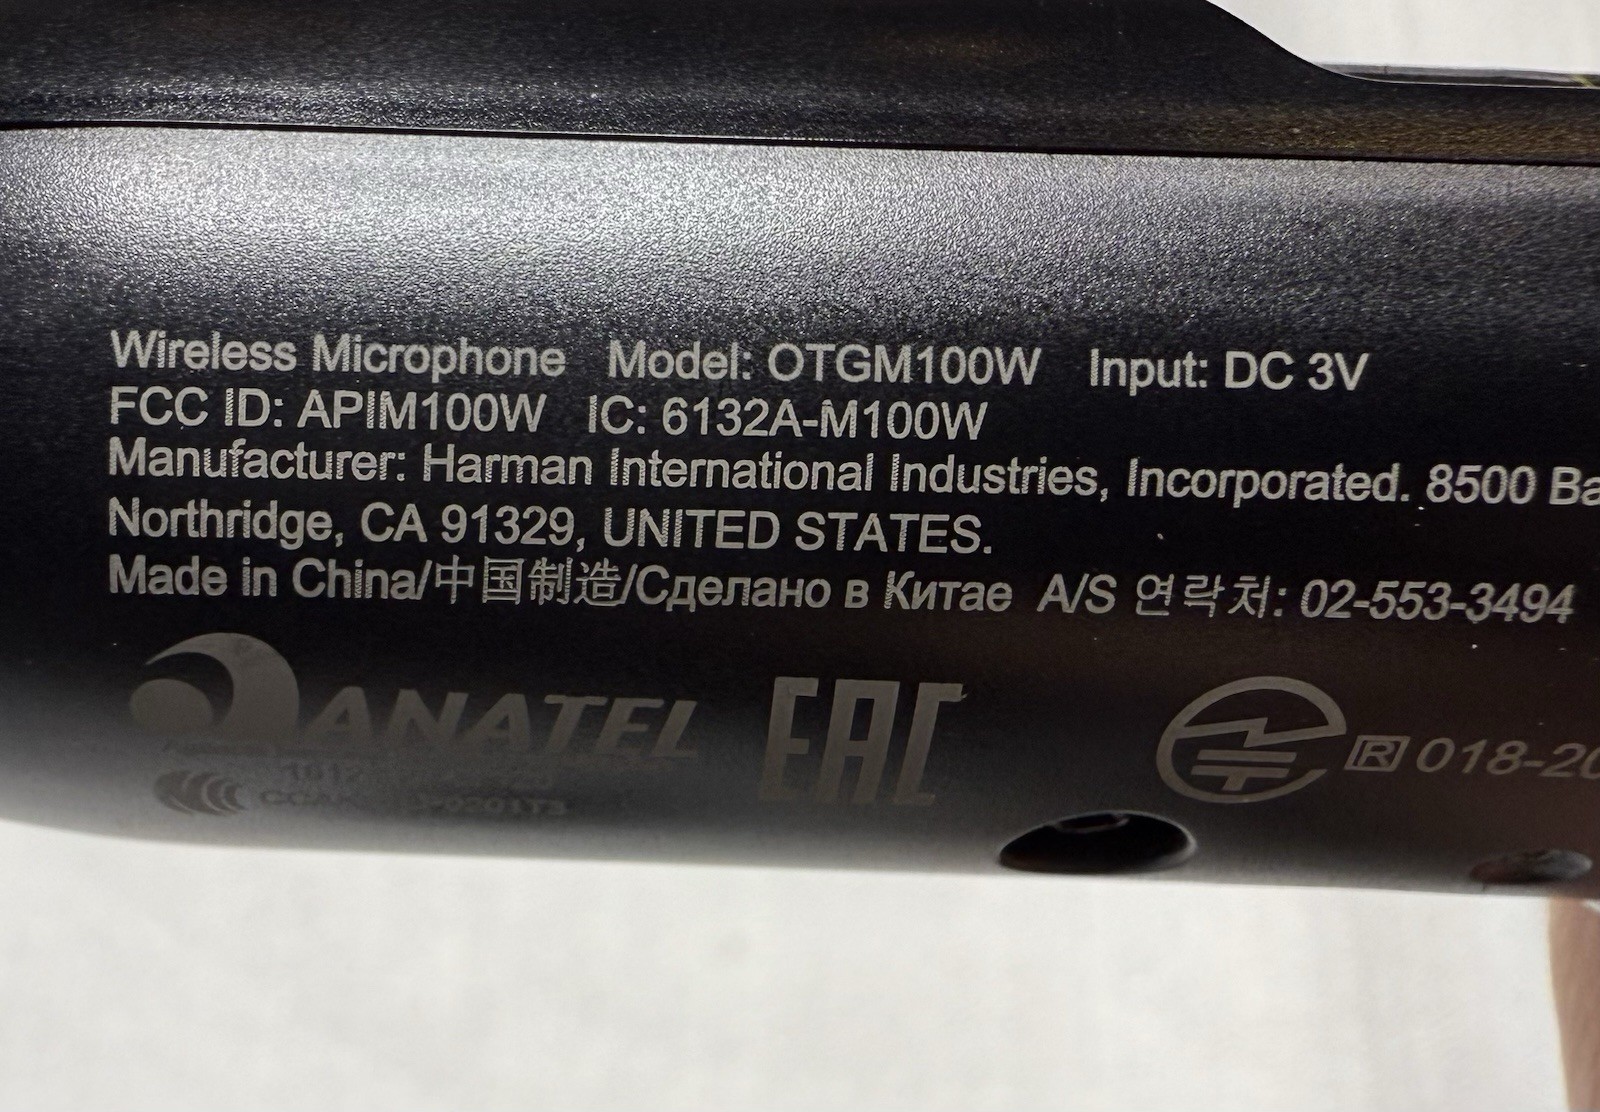 Wireless Microphone Model: OTGM100W Input: DC 3V
FCC ID: APIM100W IC: 6132A-M100W
Manufacturer: Harman International Industries, Incorporated. 8500
Northridge, CA 91329, UNITED STATES.
Made in China/中国制造/Сделано в Китае A/S 연락처: 02-553-3494
ANATEL EAC R 018-20